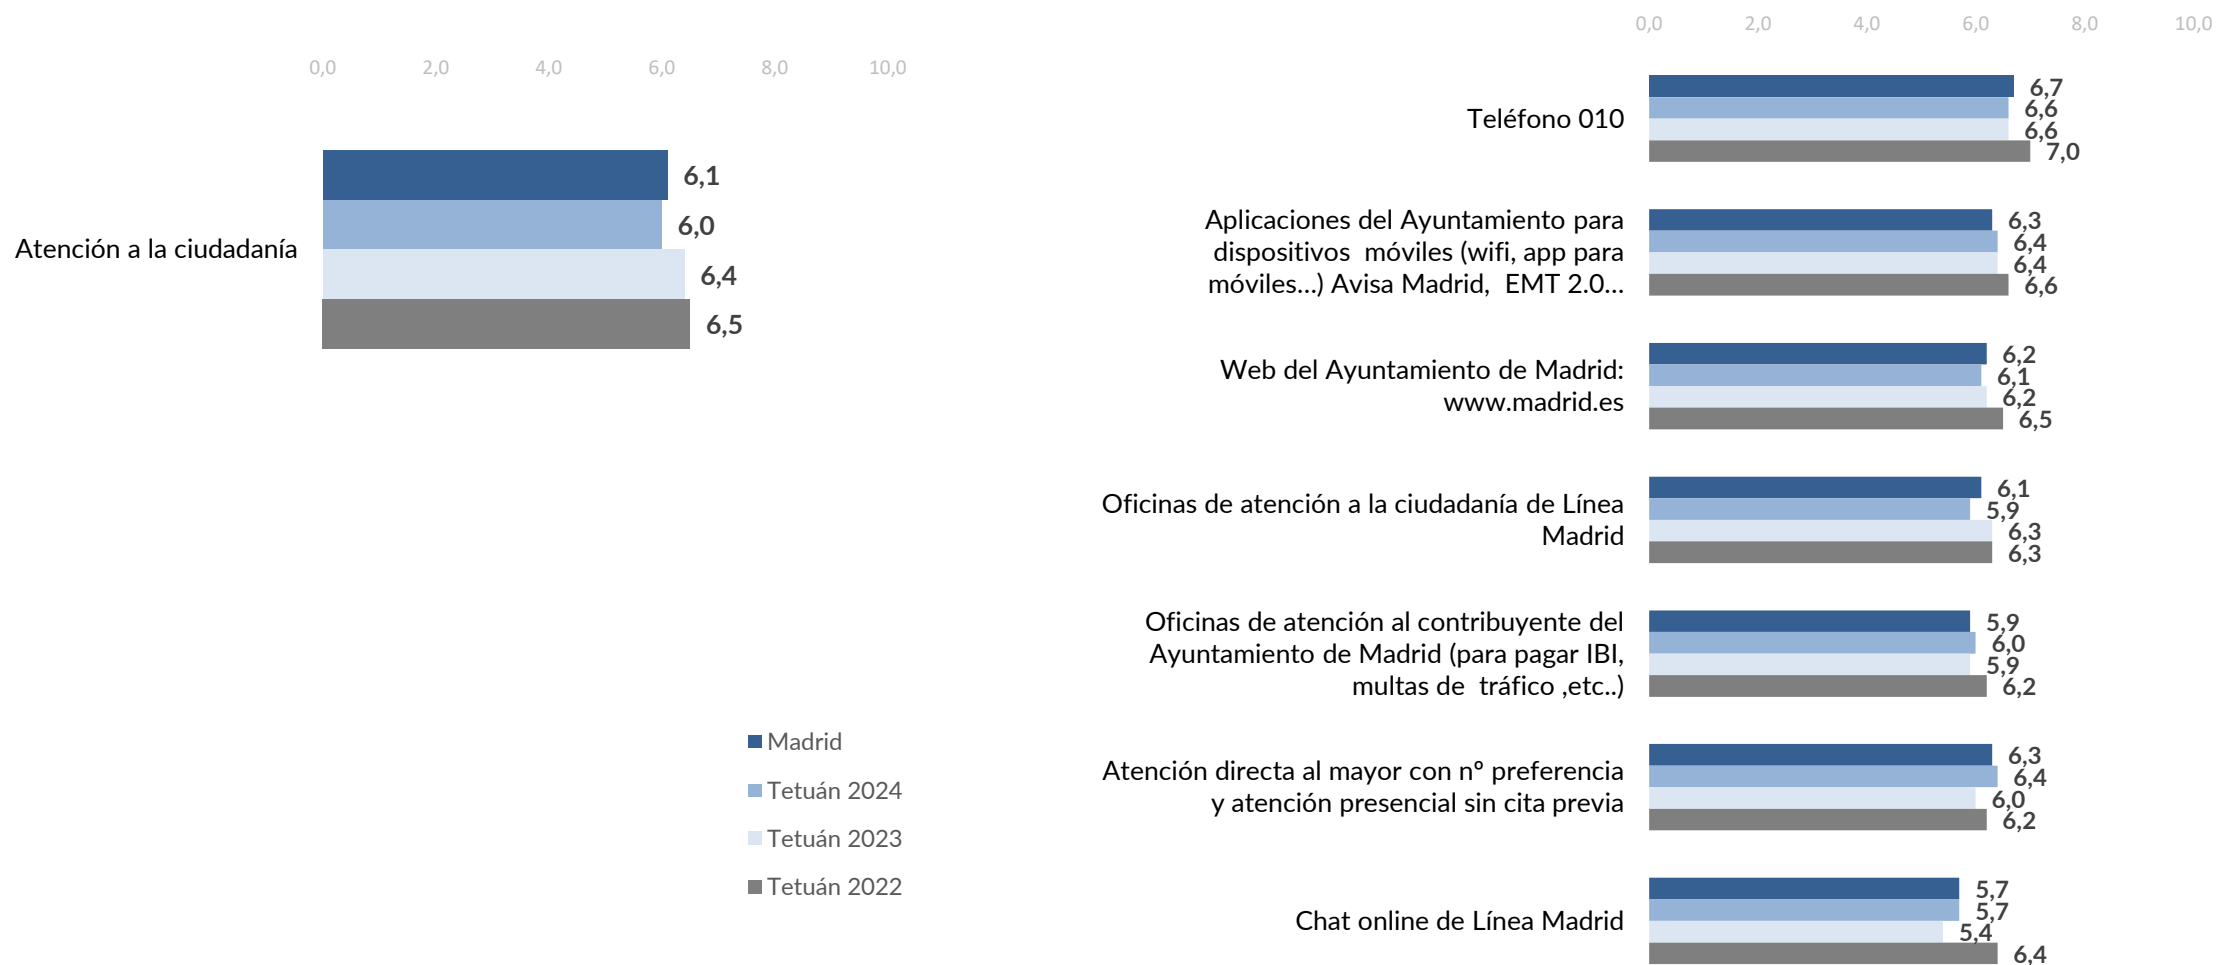 0,0 2,0 4,0 6,0 8,0 10,0
Atención a la ciudadanía
6,1
6,0
6,4
6,5
Madrid
Tetuán 2024
Tetuán 2023
Tetuán 2022
0,0 2,0 4,0 6,0 8,0 10,0
Teléfono 010
6,7
6,6
6,6
7,0
Aplicaciones del Ayuntamiento para
dispositivos  móviles (wifi, app para
móviles...) Avisa Madrid,  EMT 2.0...
6,3
6,4
6,4
6,6
Web del Ayuntamiento de Madrid:
www.madrid.es
6,2
6,1
6,2
6,5
Oficinas de atención a la ciudadanía de Línea
Madrid
6,1
5,9
6,3
6,3
Oficinas de atención al contribuyente del
Ayuntamiento de Madrid (para pagar IBI,
multas de  tráfico ,etc..)
5,9
6,0
5,9
6,2
Atención directa al mayor con nº preferencia
y atención presencial sin cita previa
6,3
6,4
6,0
6,2
Chat online de Línea Madrid
5,7
5,7
5,4
6,4